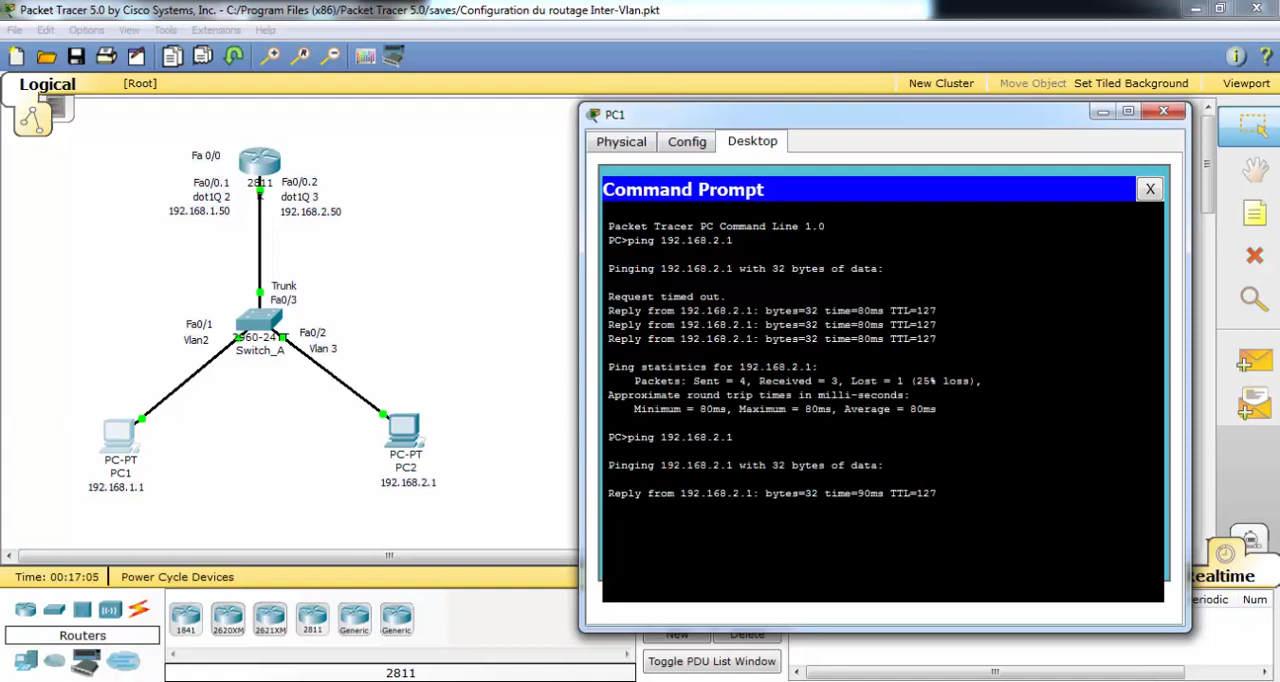 Packet Tracer 5.0 by Cisco Systems, Inc. - C:/Program Files (x86)/Packet Tracer 5.0/saves/Configuration du routage Inter-Vlan.pkt
File Edit Options View Tools Extensions Help
Logical [Root] New Cluster Move Object Set Tiled Background Viewport
Fa 0/0
2811
Fa0/0.1
dot1Q 2
192.168.1.50
Fa0/0.2
dot1Q 3
192.168.2.50
Trunk
Fa0/3
Fa0/1
Vlan2
Switch_A
Fa0/2
Vlan 3
PC-PT
PC1
192.168.1.1
PC-PT
PC2
192.168.2.1
PC1
Physical Config Desktop
Command Prompt X
Packet Tracer PC Command Line 1.0
PC>ping 192.168.2.1
Pinging 192.168.2.1 with 32 bytes of data:
Request timed out.
Reply from 192.168.2.1: bytes=32 time=80ms TTL=127
Reply from 192.168.2.1: bytes=32 time=80ms TTL=127
Reply from 192.168.2.1: bytes=32 time=80ms TTL=127
Ping statistics for 192.168.2.1:
Packets: Sent = 4, Received = 3, Lost = 1 (25% loss),
Approximate round trip times in milli-seconds:
Minimum = 80ms, Maximum = 80ms, Average = 80ms
PC>ping 192.168.2.1
Pinging 192.168.2.1 with 32 bytes of data:
Reply from 192.168.2.1: bytes=32 time=90ms TTL=127
Time: 00:17:05 Power Cycle Devices
Realtime
1841 2620XM 2621XM 2811 Generic Generic
Routers
2811
New Delete
Toggle PDU List Window
eriodic Num